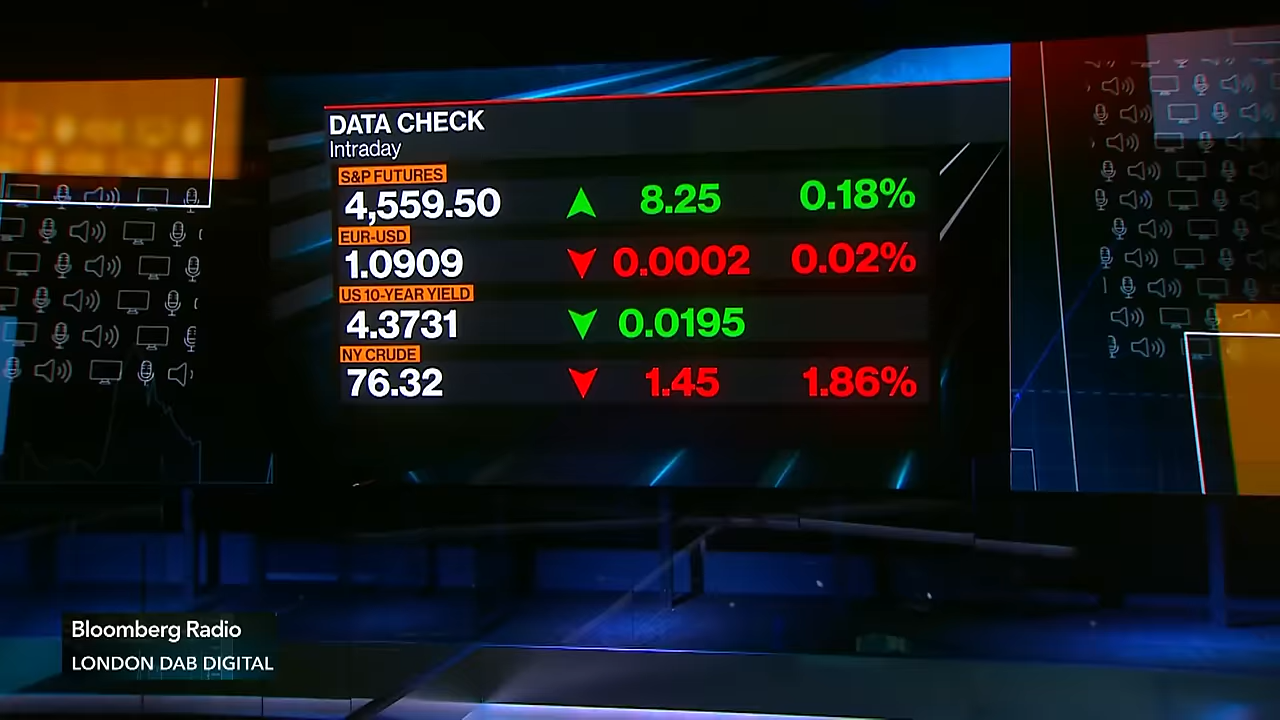 DATA CHECK
Intraday
S&P FUTURES
4,559.50 8.25 0.18%
EUR-USD
1.0909 0.0002 0.02%
US 10-YEAR YIELD
4.3731 0.0195
NY CRUDE
76.32 1.45 1.86%
Bloomberg Radio
LONDON DAB DIGITAL